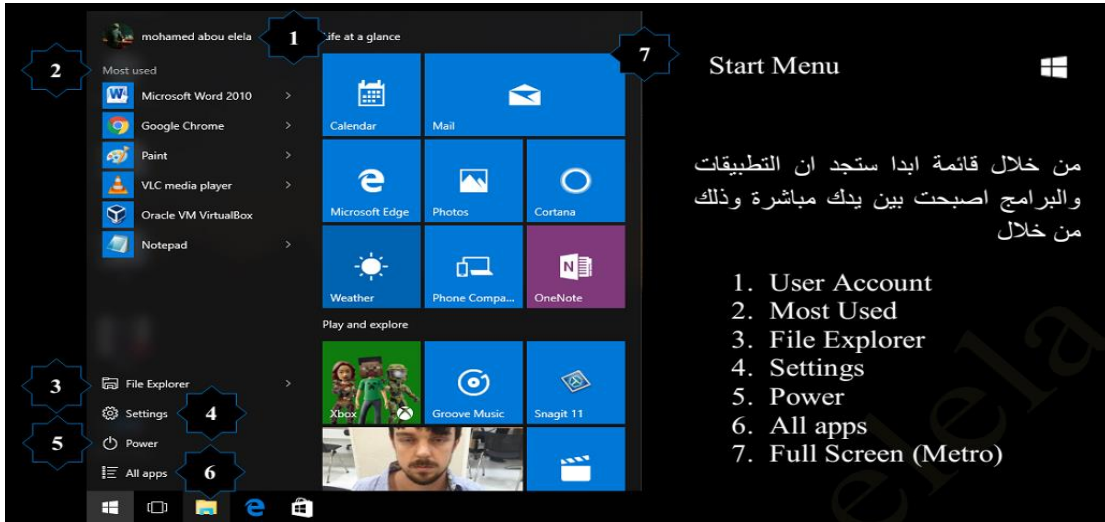 mohamed abou elela
1
Life at a glance
7
2
Most used
Microsoft Word 2010
Google Chrome
Paint
VLC media player
Oracle VM VirtualBox
Notepad
Calendar
Mail
Microsoft Edge
Photos
Cortana
Weather
Phone Compa...
OneNote
Play and explore
Xbox
Groove Music
Snagit 11
3
File Explorer
Settings
4
5
Power
All apps
6
Start Menu
من خلال قائمة ابدا ستجد ان التطبيقات
والبرامج اصبحت بين يدك مباشرة وذلك
من خلال
1. User Account
2. Most Used
3. File Explorer
4. Settings
5. Power
6. All apps
7. Full Screen (Metro)
elela